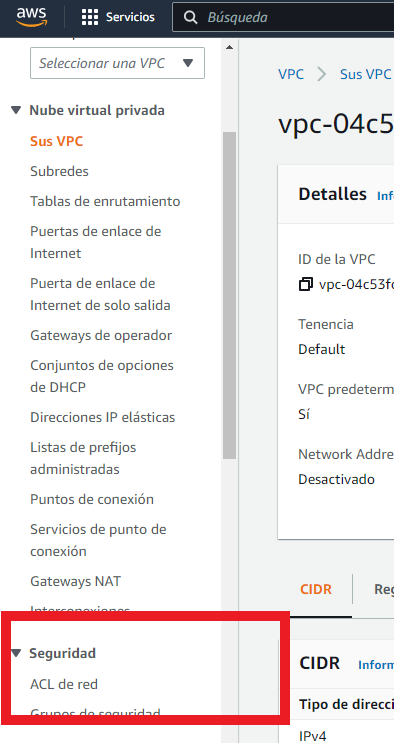 aws
Servicios
Búsqueda
Seleccionar una VPC
Nube virtual privada
Sus VPC
Subredes
Tablas de enrutamiento
Puertas de enlace de
Internet
Puerta de enlace de
Internet de solo salida
Gateways de operador
Conjuntos de opciones
de DHCP
Direcciones IP elásticas
Listas de prefijos
administradas
Puntos de conexión
Servicios de punto de
conexión
Gateways NAT
Interconexiones
Seguridad
ACL de red
Grupos de seguridad
VPC
Sus VPC
vpc-04c5
Detalles Info
ID de la VPC
vpc-04c53fc
Tenencia
Default
VPC predeterm
Sí
Network Addre
Desactivado
CIDR
Reg
CIDR Inform
Tipo de direcci
IPv4